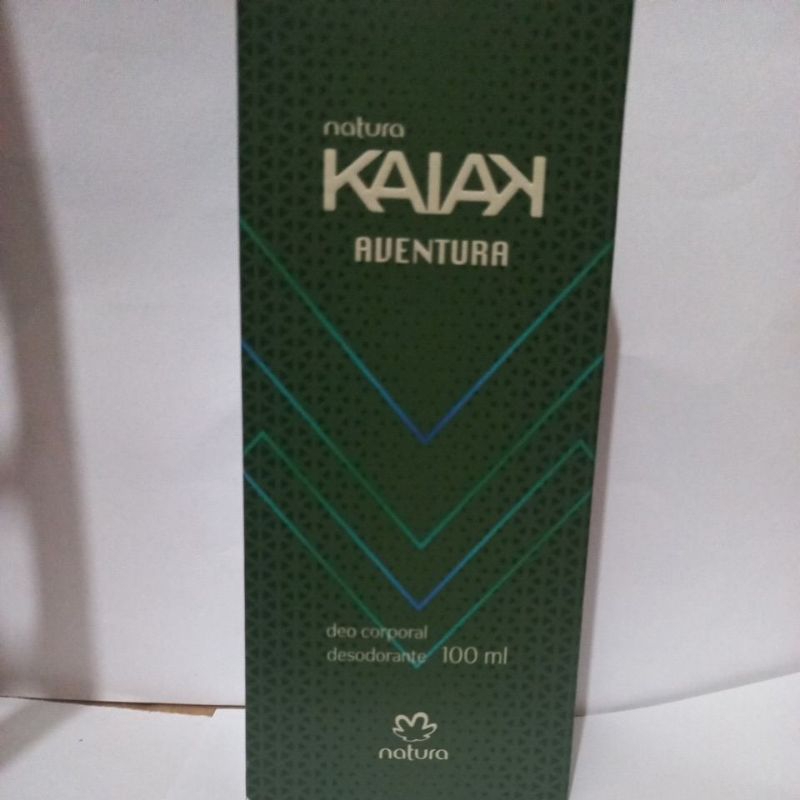 natura
KAIAK
AVENTURA
deo corporal
desodorante 100 ml
natura